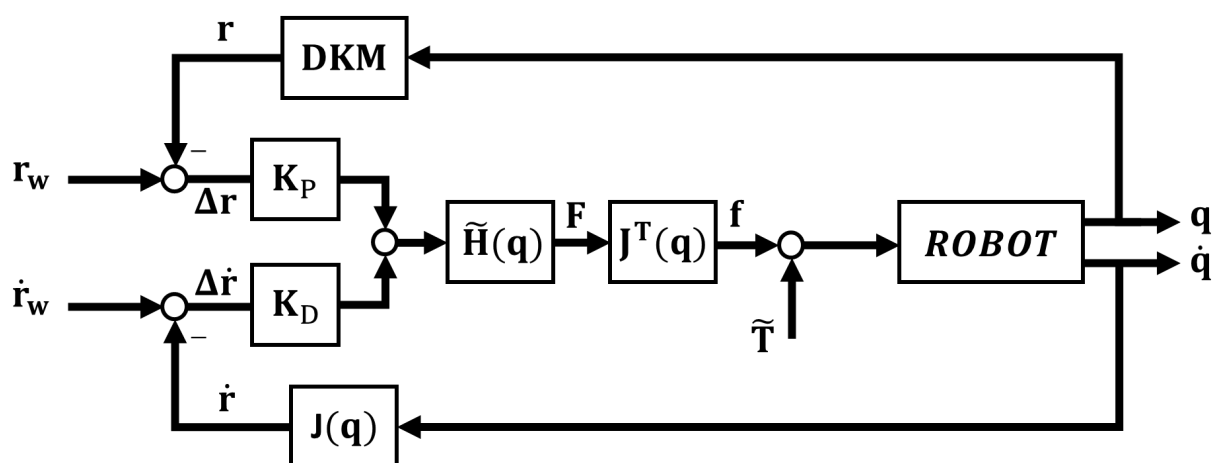 r
DKM
−
r_w
Δr
K_P
H̃(q)
F
J^T(q)
f
ROBOT
q
q̇
ṙ_w
Δṙ
K_D
−
T̃
ṙ
J(q)